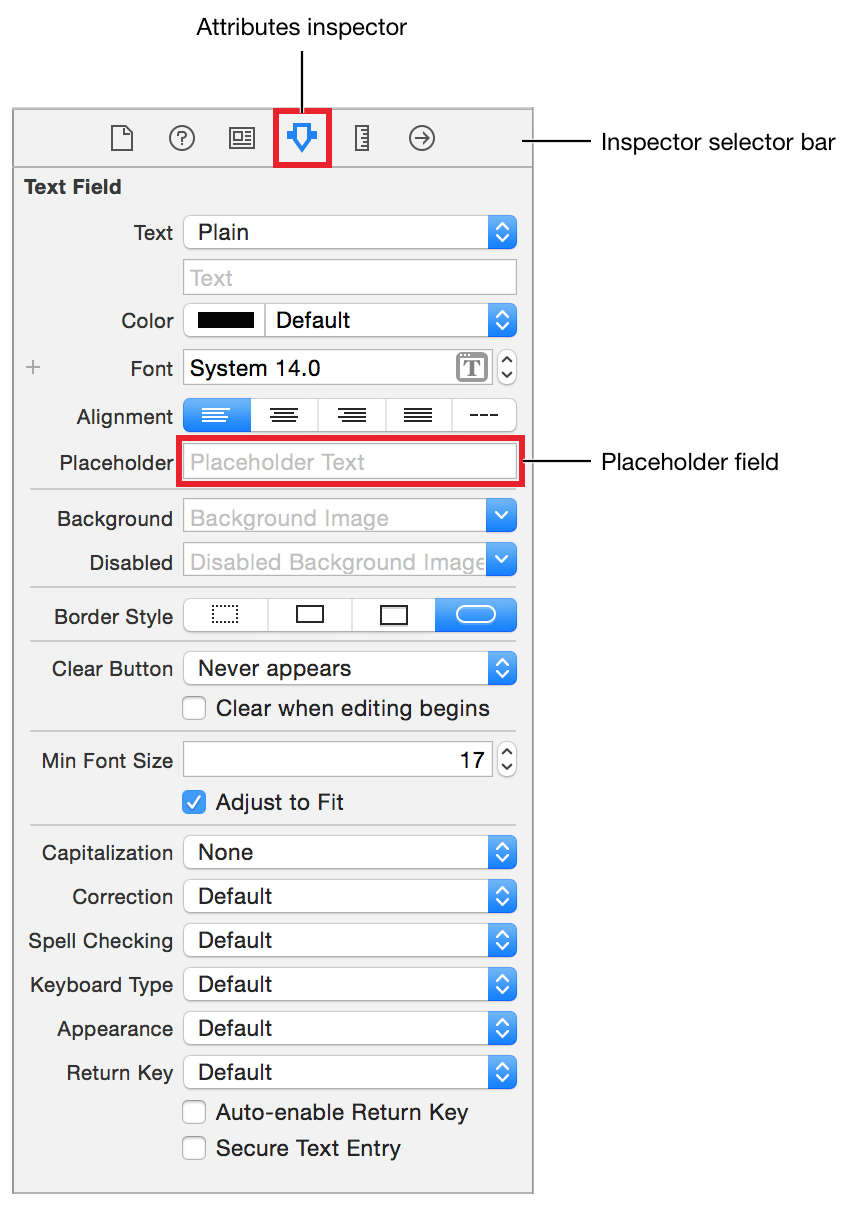 Attributes inspector
Inspector selector bar
Text Field
Text Plain
Text
Color Default
Font System 14.0 T
Alignment
Placeholder Placeholder Text Placeholder field
Background Background Image
Disabled Disabled Background Image
Border Style
Clear Button Never appears
Clear when editing begins
Min Font Size 17
Adjust to Fit
Capitalization None
Correction Default
Spell Checking Default
Keyboard Type Default
Appearance Default
Return Key Default
Auto-enable Return Key
Secure Text Entry